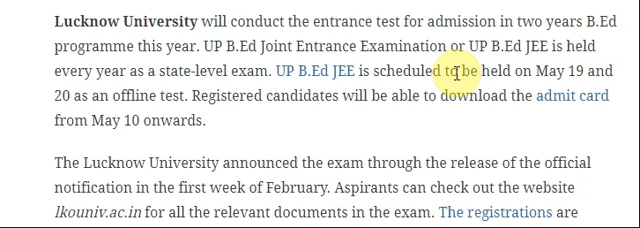 Lucknow University will conduct the entrance test for admission in two years B.Ed
programme this year. UP B.Ed Joint Entrance Examination or UP B.Ed JEE is held
every year as a state-level exam. UP B.Ed JEE is scheduled to be held on May 19 and
20 as an offline test. Registered candidates will be able to download the admit card
from May 10 onwards.
The Lucknow University announced the exam through the release of the official
notification in the first week of February. Aspirants can check out the website
lkouniv.ac.in for all the relevant documents in the exam. The registrations are